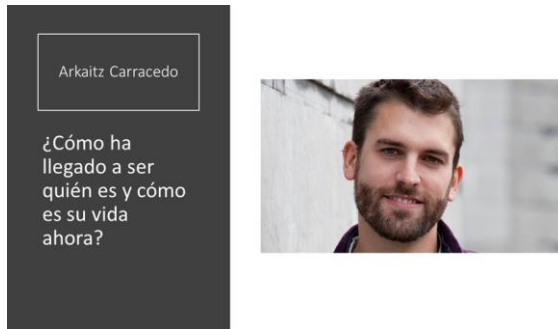 Arkaitz Carracedo
¿Cómo ha
llegado a ser
quién es y cómo
es su vida
ahora?